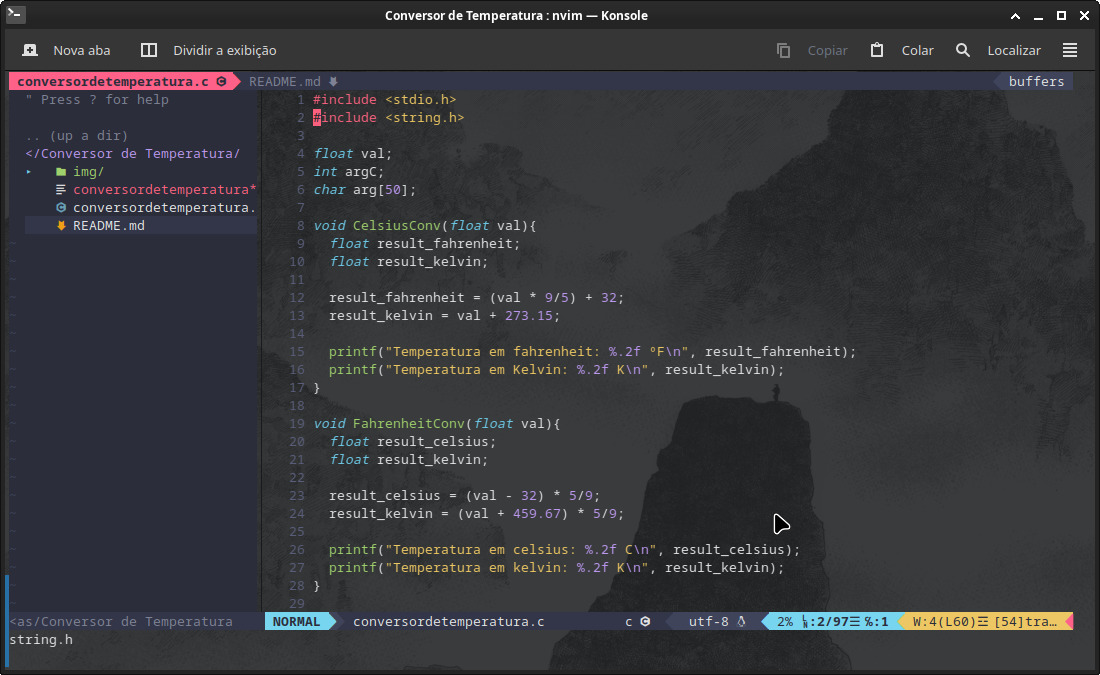 Conversor de Temperatura : nvim — Konsole
Nova aba Dividir a exibição Copiar Colar Localizar
conversordetemperatura.c README.md buffers
" Press ? for help
.. (up a dir)
</Conversor de Temperatura/
▸ img/
conversordetemperatura*
conversordetemperatura.
README.md
1 #include <stdio.h>
2 #include <string.h>
3
4 float val;
5 int argC;
6 char arg[50];
7
8 void CelsiusConv(float val){
9 float result_fahrenheit;
10 float result_kelvin;
11
12 result_fahrenheit = (val * 9/5) + 32;
13 result_kelvin = val + 273.15;
14
15 printf("Temperatura em fahrenheit: %.2f ºF\n", result_fahrenheit);
16 printf("Temperatura em Kelvin: %.2f K\n", result_kelvin);
17 }
18
19 void FahrenheitConv(float val){
20 float result_celsius;
21 float result_kelvin;
22
23 result_celsius = (val - 32) * 5/9;
24 result_kelvin = (val + 459.67) * 5/9;
25
26 printf("Temperatura em celsius: %.2f C\n", result_celsius);
27 printf("Temperatura em kelvin: %.2f K\n", result_kelvin);
28 }
29
<as/Conversor de Temperatura NORMAL conversordetemperatura.c c utf-8 2% :2/97☰ ℅:1 W:4(L60)☲ [54]tra…
string.h